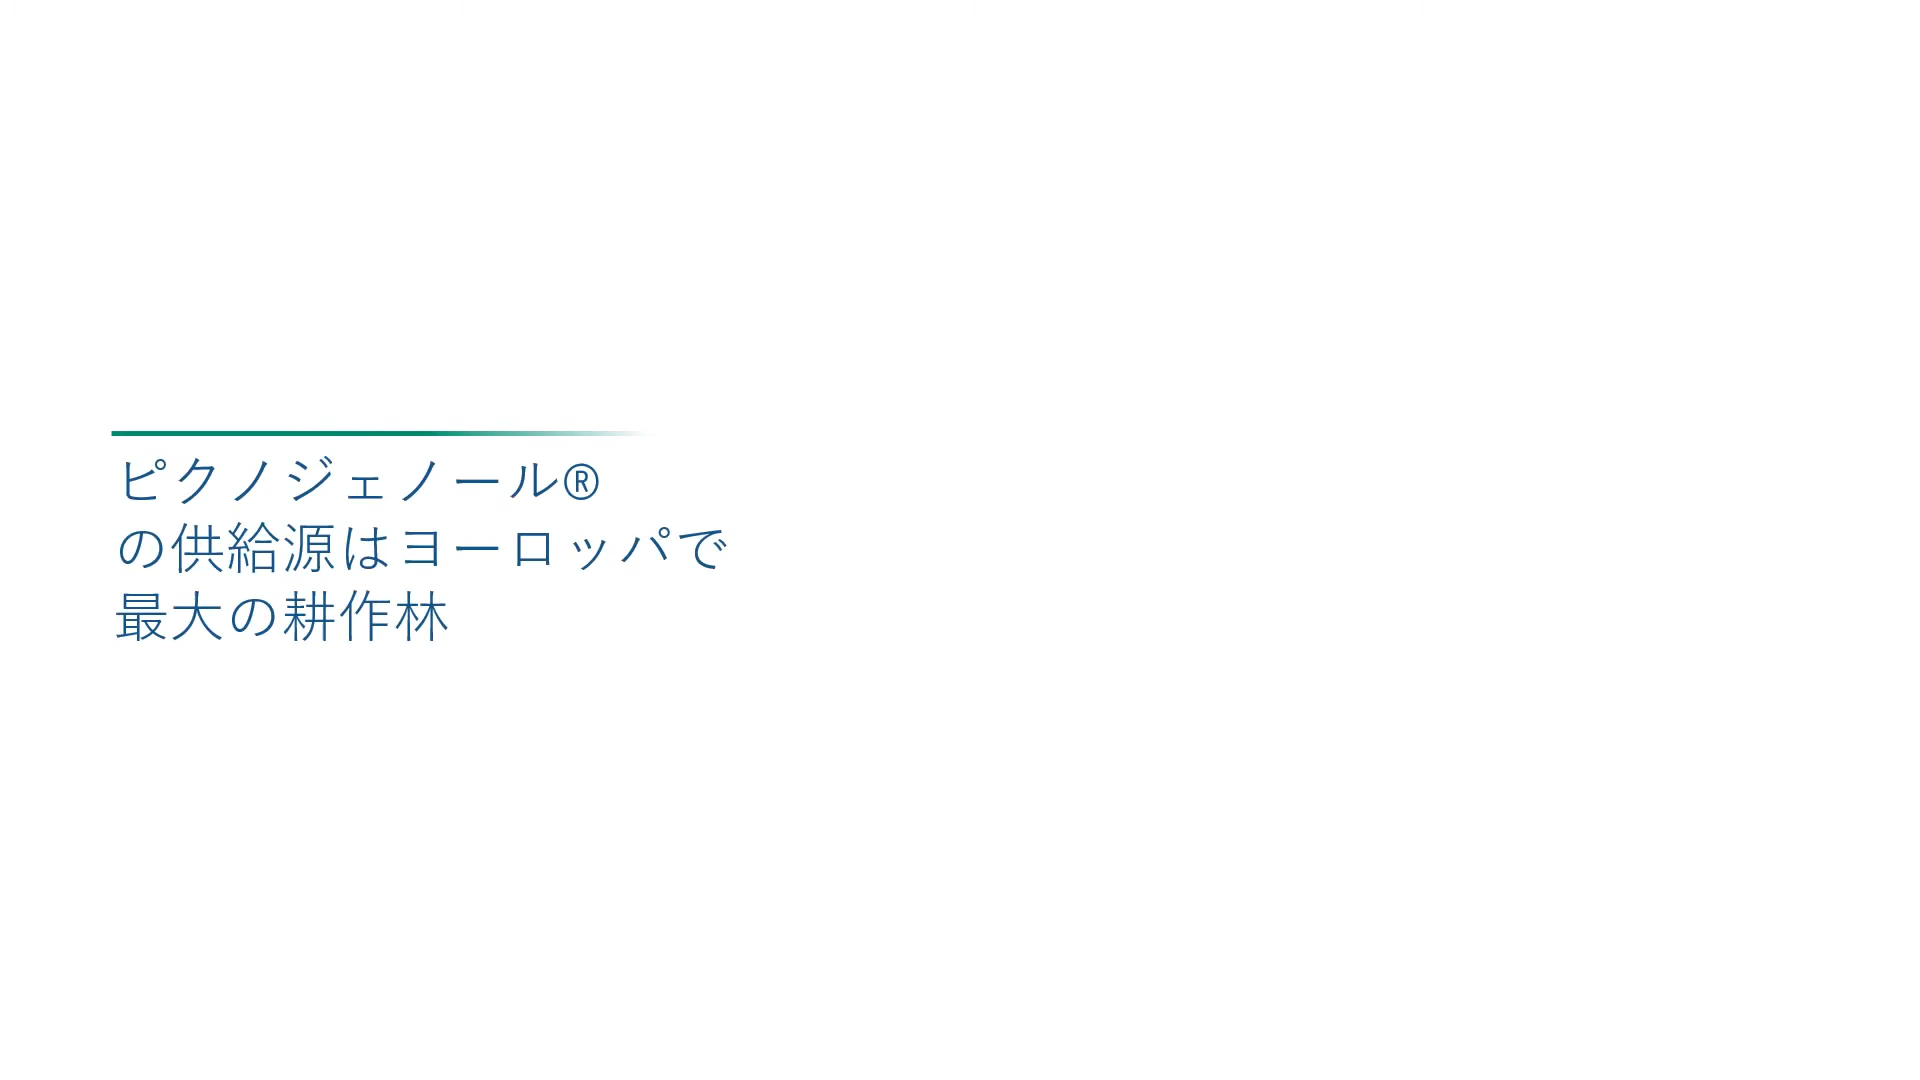 ピクノジェノール®
の供給源はヨーロッパで
最大の耕作林